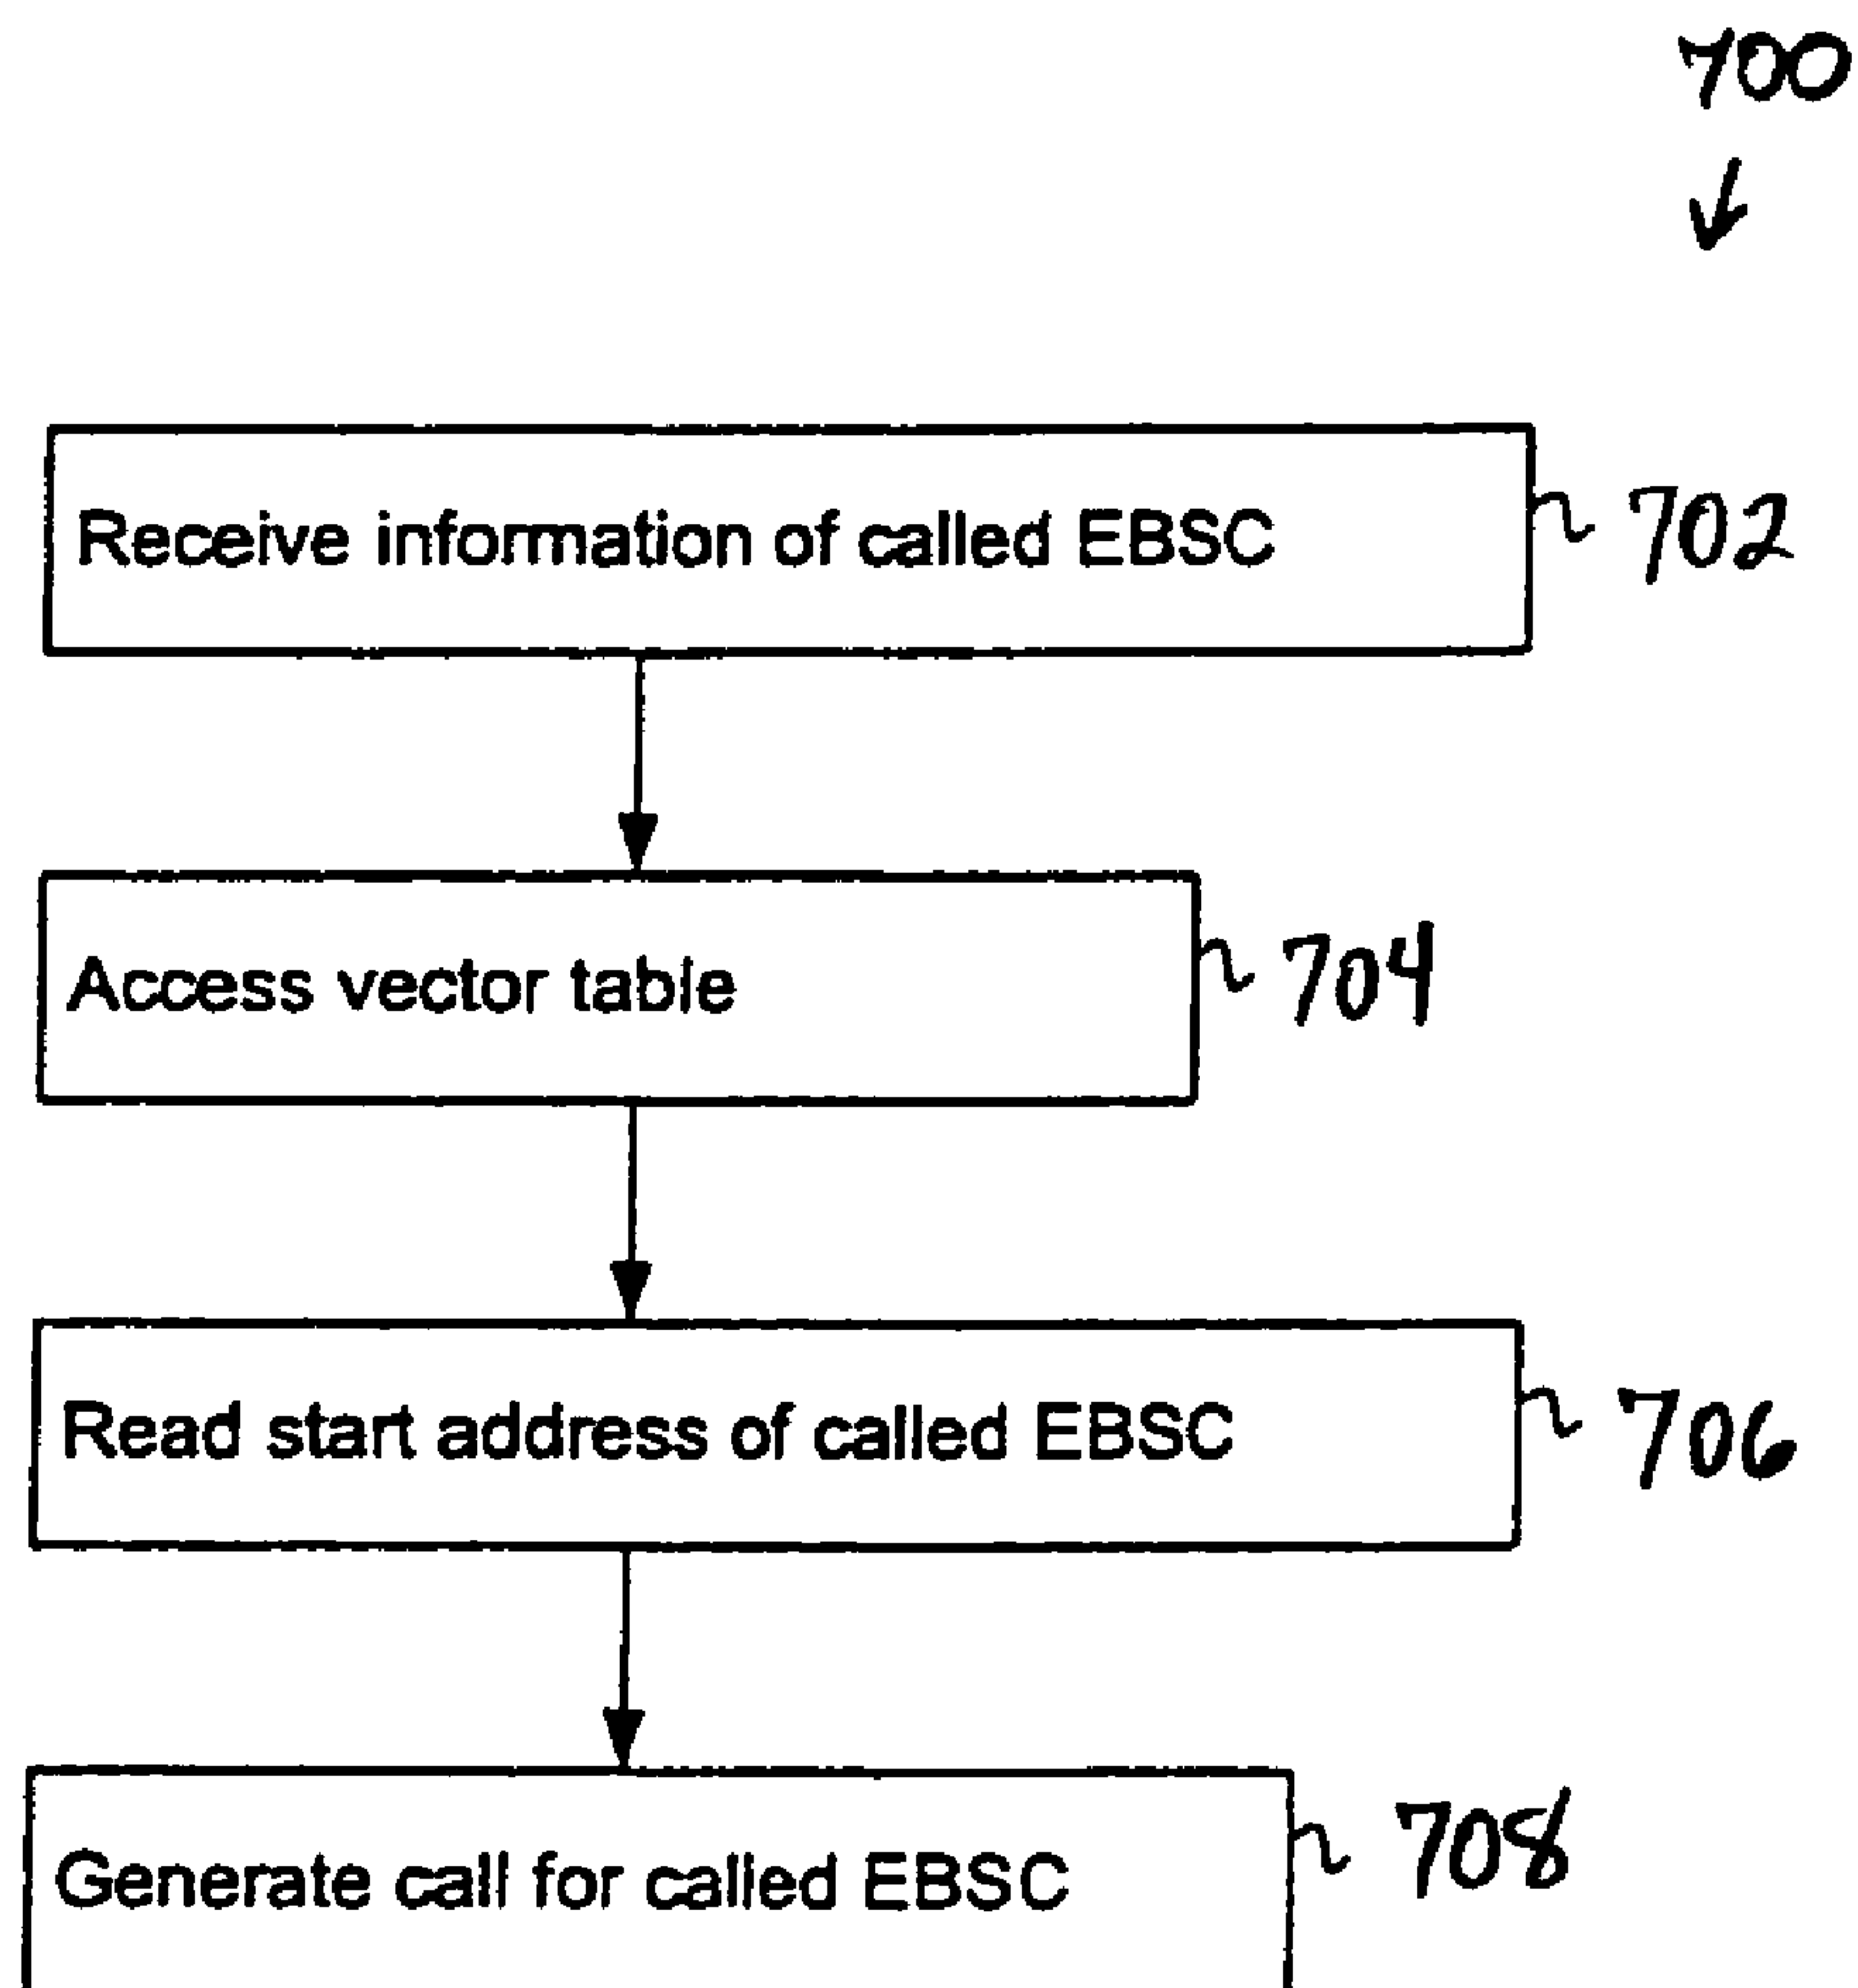 700
Receive information of called EBSC
702
Access vector table
704
Read start address of called EBSC
706
Generate call for called EBSC
708